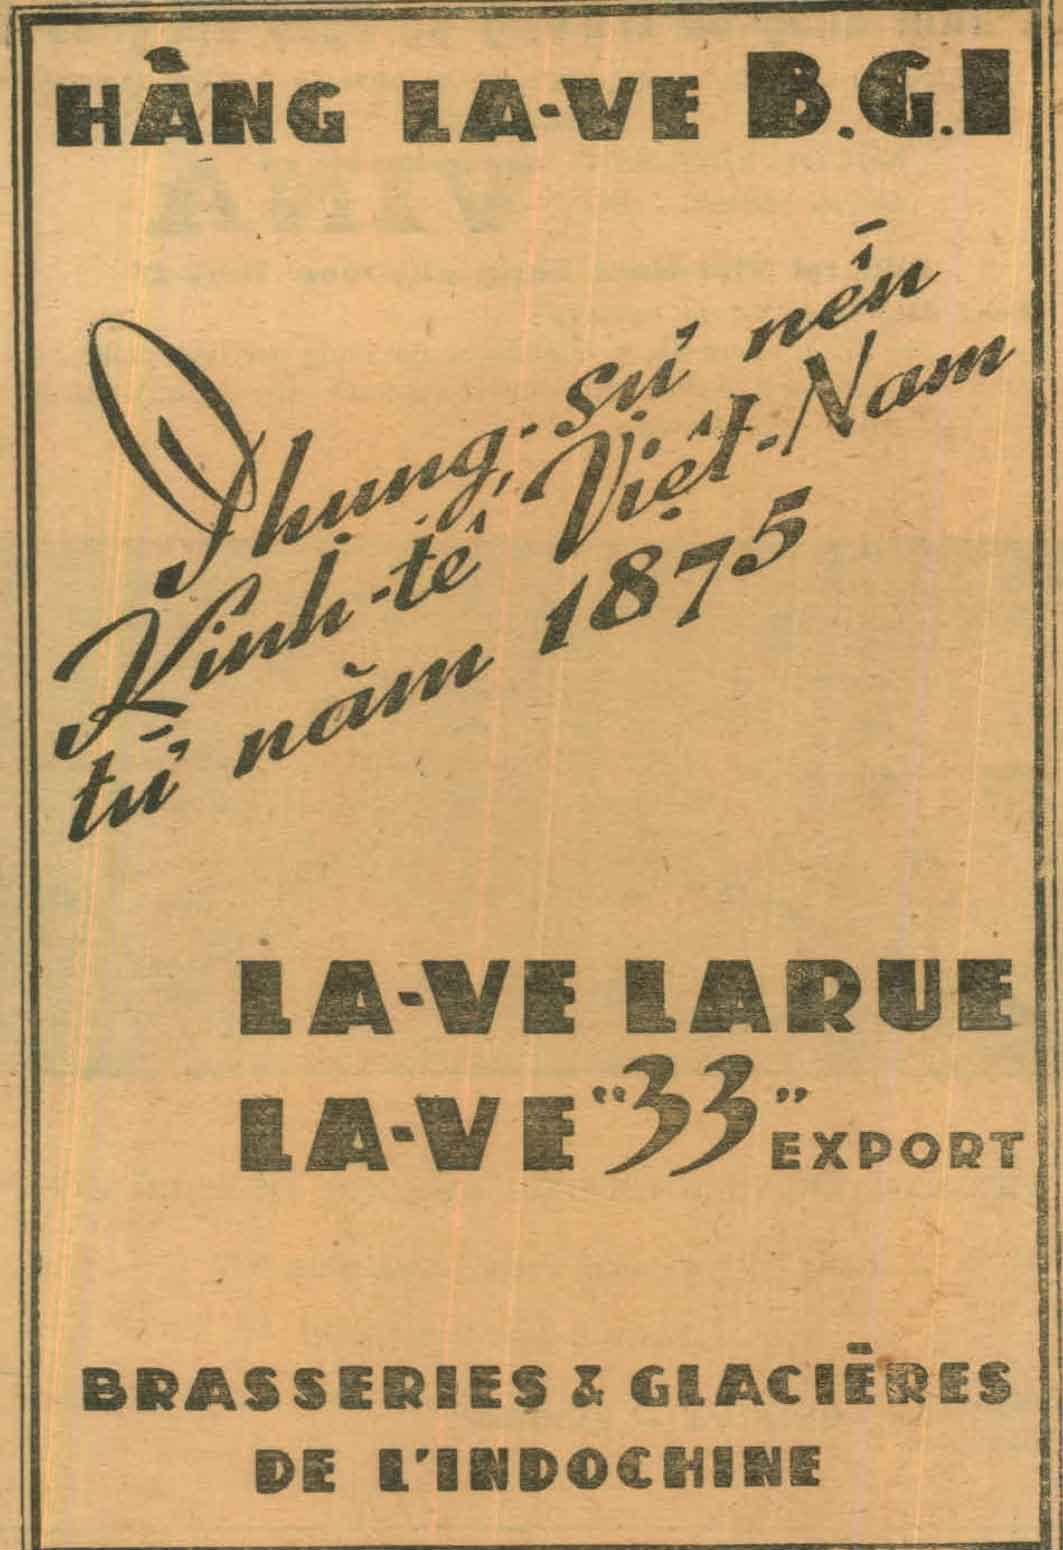 HÃNG LA-VE B.G.I
Phụng-sự nền
Kinh-tế Việt-Nam
từ năm 1875
LA-VE LARUE
LA-VE "33" EXPORT
BRASSERIES & GLACIÈRES
DE L'INDOCHINE